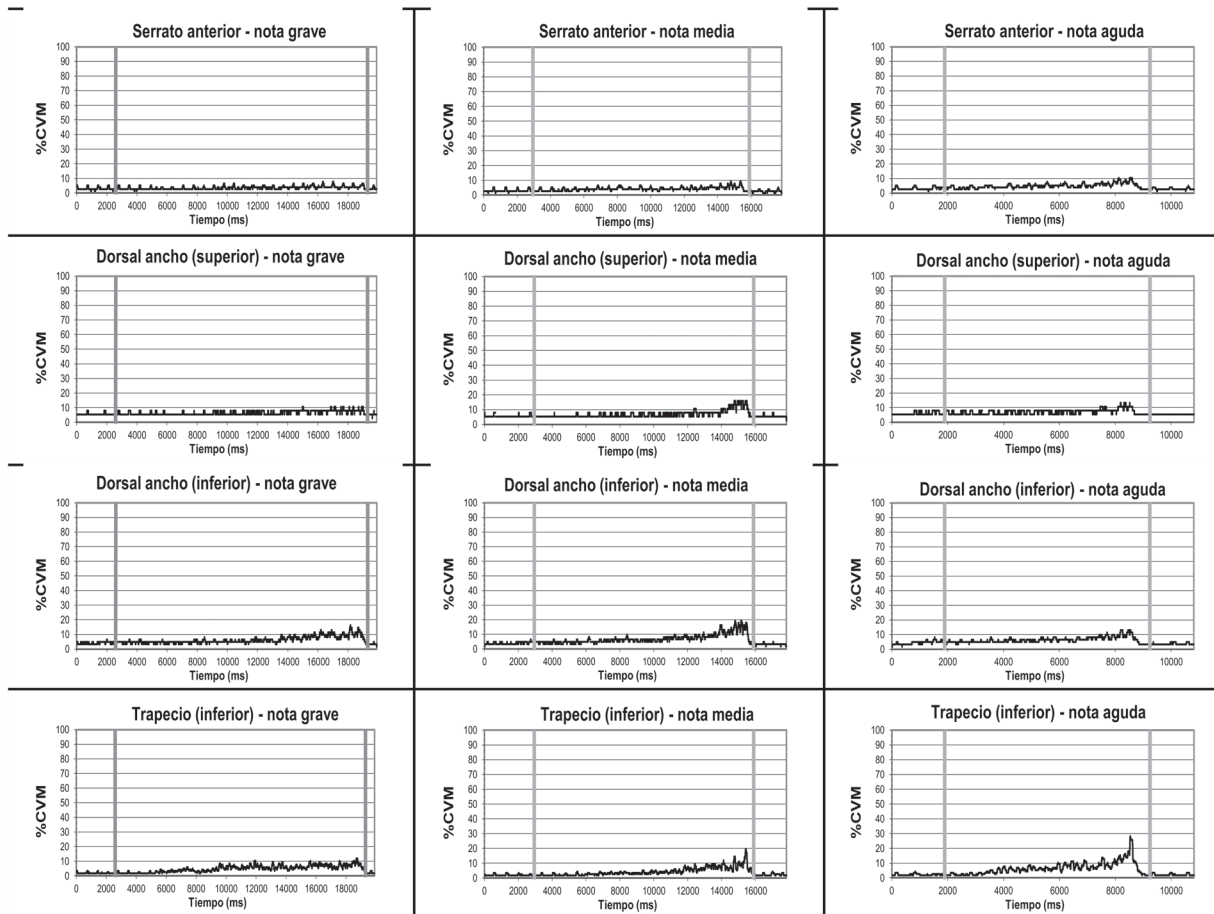 Serrato anterior - nota grave
100
90
80
70
60
50
40
30
20
10
0
%CVM
0 2000 4000 6000 8000 10000 12000 14000 16000 18000
Tiempo (ms)
Serrato anterior - nota media
100
90
80
70
60
50
40
30
20
10
0
%CVM
0 2000 4000 6000 8000 10000 12000 14000 16000
Tiempo (ms)
Serrato anterior - nota aguda
100
90
80
70
60
50
40
30
20
10
0
%CVM
0 2000 4000 6000 8000 10000
Tiempo (ms)
Dorsal ancho (superior) - nota grave
100
90
80
70
60
50
40
30
20
10
0
%CVM
0 2000 4000 6000 8000 10000 12000 14000 16000 18000
Tiempo (ms)
Dorsal ancho (superior) - nota media
100
90
80
70
60
50
40
30
20
10
0
%CVM
0 2000 4000 6000 8000 10000 12000 14000 16000
Tiempo (ms)
Dorsal ancho (superior) - nota aguda
100
90
80
70
60
50
40
30
20
10
0
%CVM
0 2000 4000 6000 8000 10000
Tiempo (ms)
Dorsal ancho (inferior) - nota grave
100
90
80
70
60
50
40
30
20
10
0
%CVM
0 2000 4000 6000 8000 10000 12000 14000 16000 18000
Tiempo (ms)
Dorsal ancho (inferior) - nota media
100
90
80
70
60
50
40
30
20
10
0
%CVM
0 2000 4000 6000 8000 10000 12000 14000 16000
Tiempo (ms)
Dorsal ancho (inferior) - nota aguda
100
90
80
70
60
50
40
30
20
10
0
%CVM
0 2000 4000 6000 8000 10000
Tiempo (ms)
Trapecio (inferior) - nota grave
100
90
80
70
60
50
40
30
20
10
0
%CVM
0 2000 4000 6000 8000 10000 12000 14000 16000 18000
Tiempo (ms)
Trapecio (inferior) - nota media
100
90
80
70
60
50
40
30
20
10
0
%CVM
0 2000 4000 6000 8000 10000 12000 14000 16000
Tiempo (ms)
Trapecio (inferior) - nota aguda
100
90
80
70
60
50
40
30
20
10
0
%CVM
0 2000 4000 6000 8000 10000
Tiempo (ms)